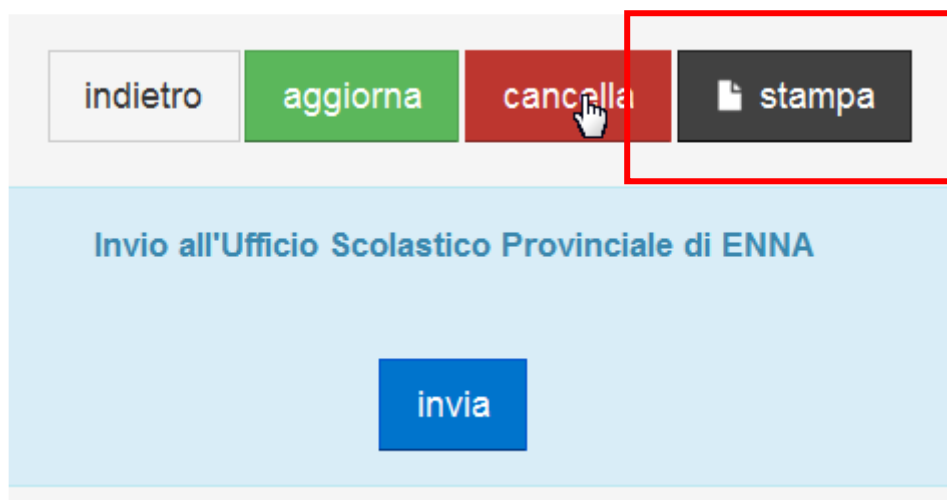 indietro aggiorna cancella stampa
Invio all'Ufficio Scolastico Provinciale di ENNA
invia